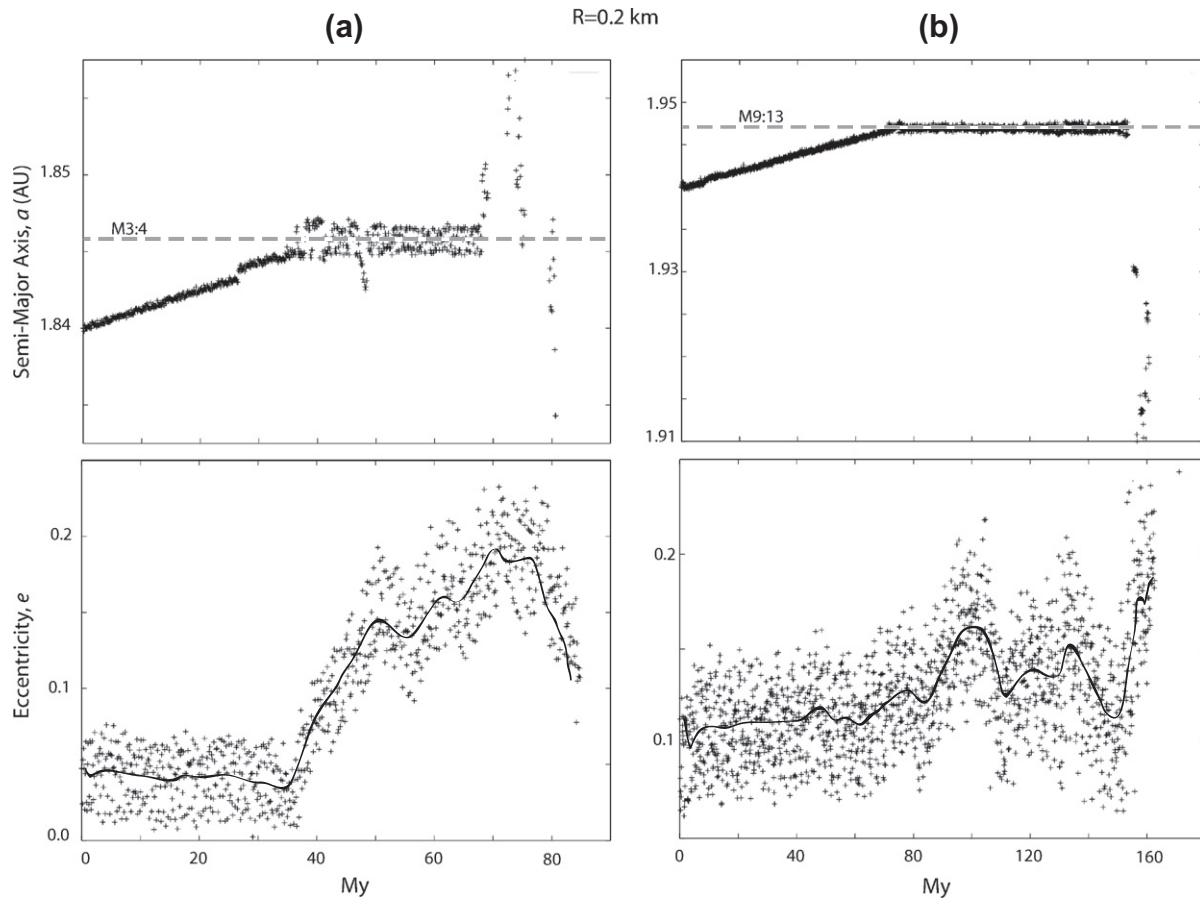 R=0.2 km
(a)
(b)
Semi-Major Axis, a (AU)
1.85
1.84
M3:4
1.95
1.93
1.91
M9:13
Eccentricity, e
0.2
0.1
0.0
0 20 40 60 80
My
0.2
0.1
0 40 80 120 160
My